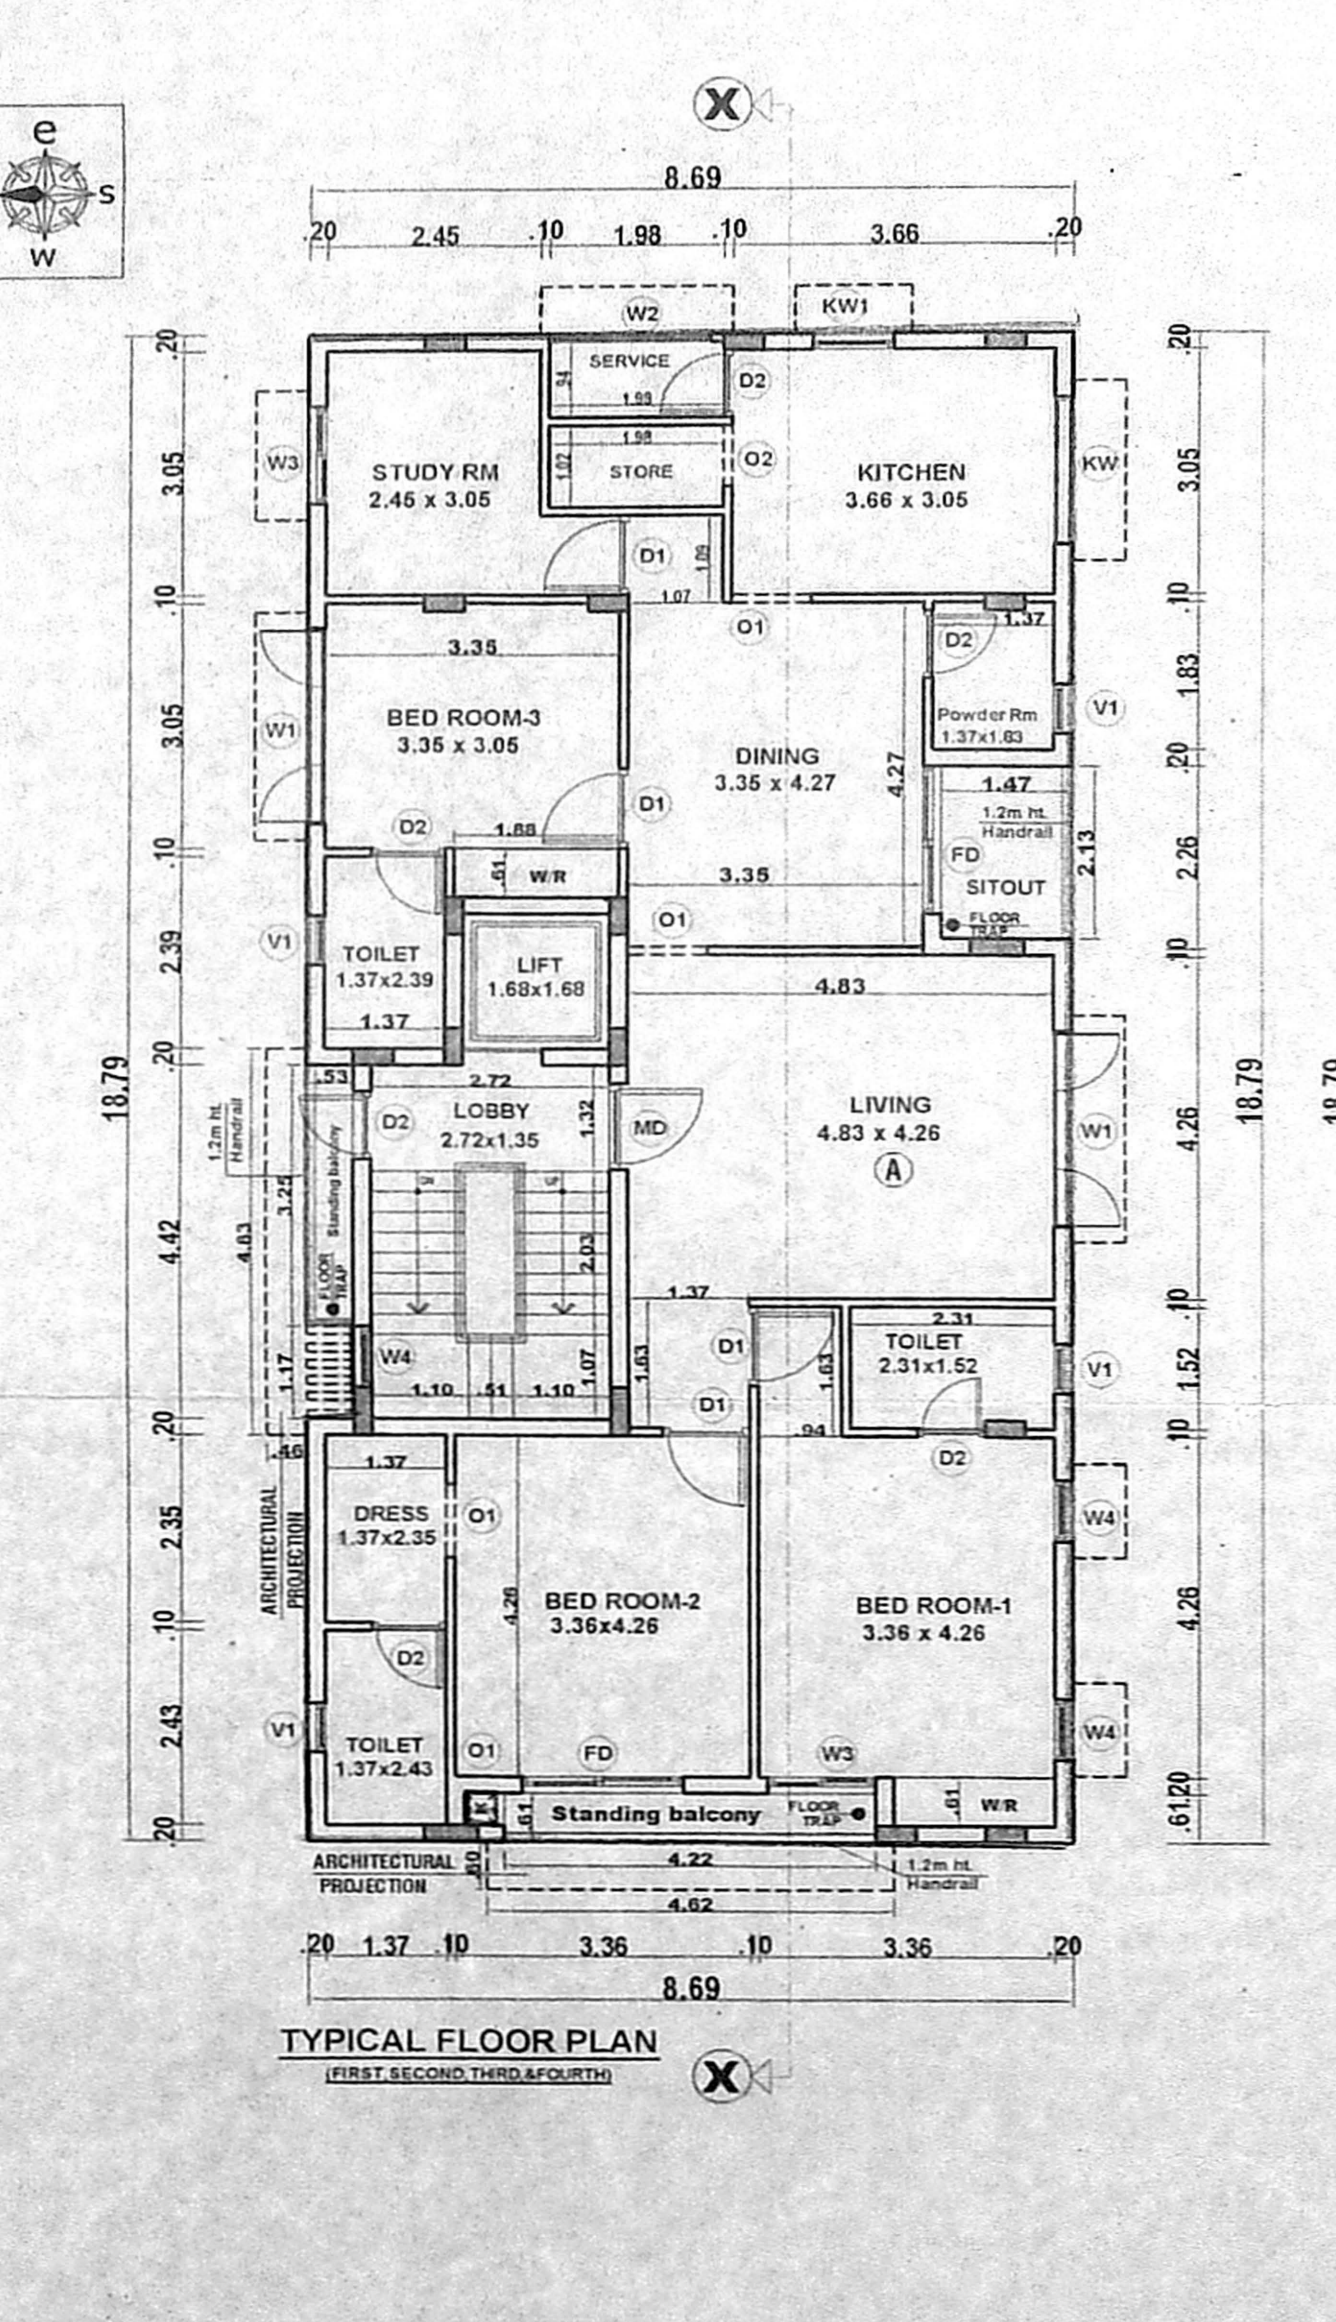 X
e
s
w
8.69
.20 2.45 .10 1.98 .10 3.66 .20
W2 KW1
.20 .20
SERVICE
.94
1.99
D2
1.98
W3 1.02 STORE O2 KW
STUDY RM
2.45 x 3.05
KITCHEN
3.66 x 3.05
3.05 3.05
D1
1.09
1.07
.10 .10
O1
D2
1.37
3.35
1.83
Powder Rm
1.37x1.83
V1
BED ROOM-3
3.35 x 3.05
W1
3.05
DINING
3.35 x 4.27
4.27
.20
1.47
1.2m ht.
Handrail
D1
D2
1.88
.10
.61
W/R
FD
SITOUT
2.13
2.26
3.35
O1
FLOOR
TRAP
V1
TOILET
1.37x2.39
1.37
2.39
LIFT
1.68x1.68
.10
4.83
.20
.53
2.72
LOBBY
2.72x1.35
1.32
D2
MD
LIVING
4.83 x 4.26
A
W1
4.26
18.79
18.79
18.79
1.2m ht.
Handrail
Standing balcony
FLOOR
TRAP
3.25
4.63
4.42
2.03
1.37
.10
1.17
W4
1.07
1.10 .51 1.10
1.63
D1
D1
1.63
.94
2.31
TOILET
2.31x1.52
V1
1.52
D2
.20
.10
.46
ARCHITECTURAL
PROJECTION
1.37
DRESS
1.37x2.35
2.35
O1
W4
4.26
BED ROOM-2
3.36x4.26
BED ROOM-1
3.36 x 4.26
4.26
.10
D2
V1
TOILET
1.37x2.43
2.43
O1 FD W3
W4
.20
.61
Standing balcony
FLOOR
TRAP
.61
W/R
.61
.20
ARCHITECTURAL
PROJECTION
.60
4.22
1.2m ht.
Handrail
4.62
.20 1.37 .10 3.36 .10 3.36 .20
8.69
TYPICAL FLOOR PLAN
(FIRST,SECOND,THIRD,&FOURTH)
X